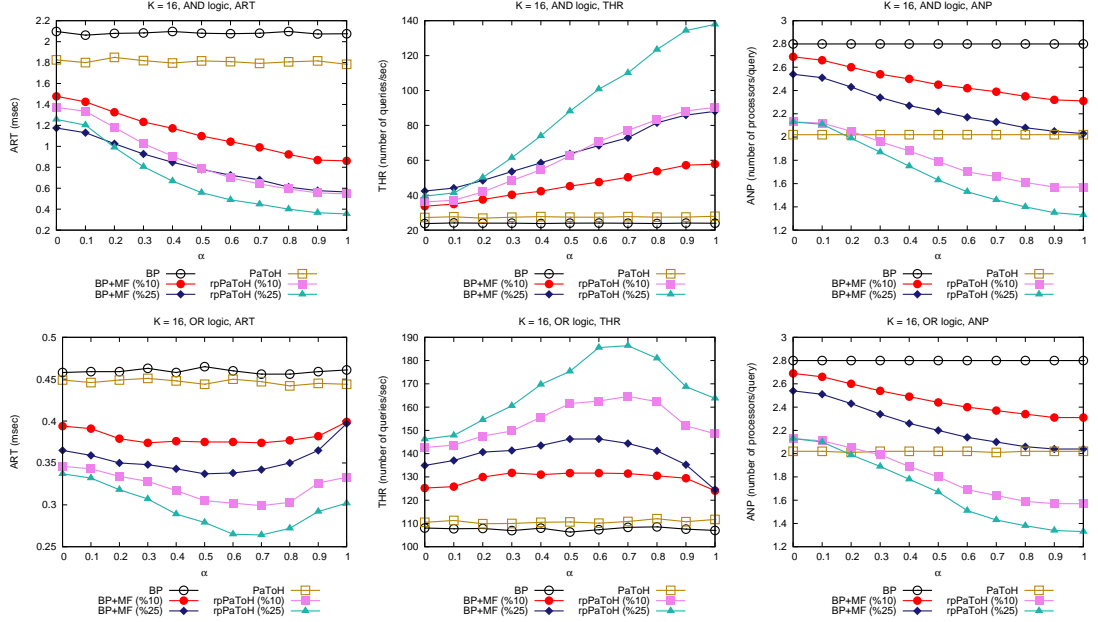 K = 16, AND logic, ART
ART (msec)
2.2
2
1.8
1.6
1.4
1.2
1
0.8
0.6
0.4
0.2
0 0.1 0.2 0.3 0.4 0.5 0.6 0.7 0.8 0.9 1
α
BP
BP+MF (%10)
BP+MF (%25)
PaToH
rpPaToH (%10)
rpPaToH (%25)
K = 16, AND logic, THR
THR (number of queries/sec)
140
120
100
80
60
40
20
0 0.1 0.2 0.3 0.4 0.5 0.6 0.7 0.8 0.9 1
α
BP
BP+MF (%10)
BP+MF (%25)
PaToH
rpPaToH (%10)
rpPaToH (%25)
K = 16, AND logic, ANP
ANP (number of processors/query)
3
2.8
2.6
2.4
2.2
2
1.8
1.6
1.4
1.2
0 0.1 0.2 0.3 0.4 0.5 0.6 0.7 0.8 0.9 1
α
BP
BP+MF (%10)
BP+MF (%25)
PaToH
rpPaToH (%10)
rpPaToH (%25)
K = 16, OR logic, ART
ART (msec)
0.5
0.45
0.4
0.35
0.3
0.25
0 0.1 0.2 0.3 0.4 0.5 0.6 0.7 0.8 0.9 1
α
BP
BP+MF (%10)
BP+MF (%25)
PaToH
rpPaToH (%10)
rpPaToH (%25)
K = 16, OR logic, THR
THR (number of queries/sec)
190
180
170
160
150
140
130
120
110
100
0 0.1 0.2 0.3 0.4 0.5 0.6 0.7 0.8 0.9 1
α
BP
BP+MF (%10)
BP+MF (%25)
PaToH
rpPaToH (%10)
rpPaToH (%25)
K = 16, OR logic, ANP
ANP (number of processors/query)
3
2.8
2.6
2.4
2.2
2
1.8
1.6
1.4
1.2
0 0.1 0.2 0.3 0.4 0.5 0.6 0.7 0.8 0.9 1
α
BP
BP+MF (%10)
BP+MF (%25)
PaToH
rpPaToH (%10)
rpPaToH (%25)